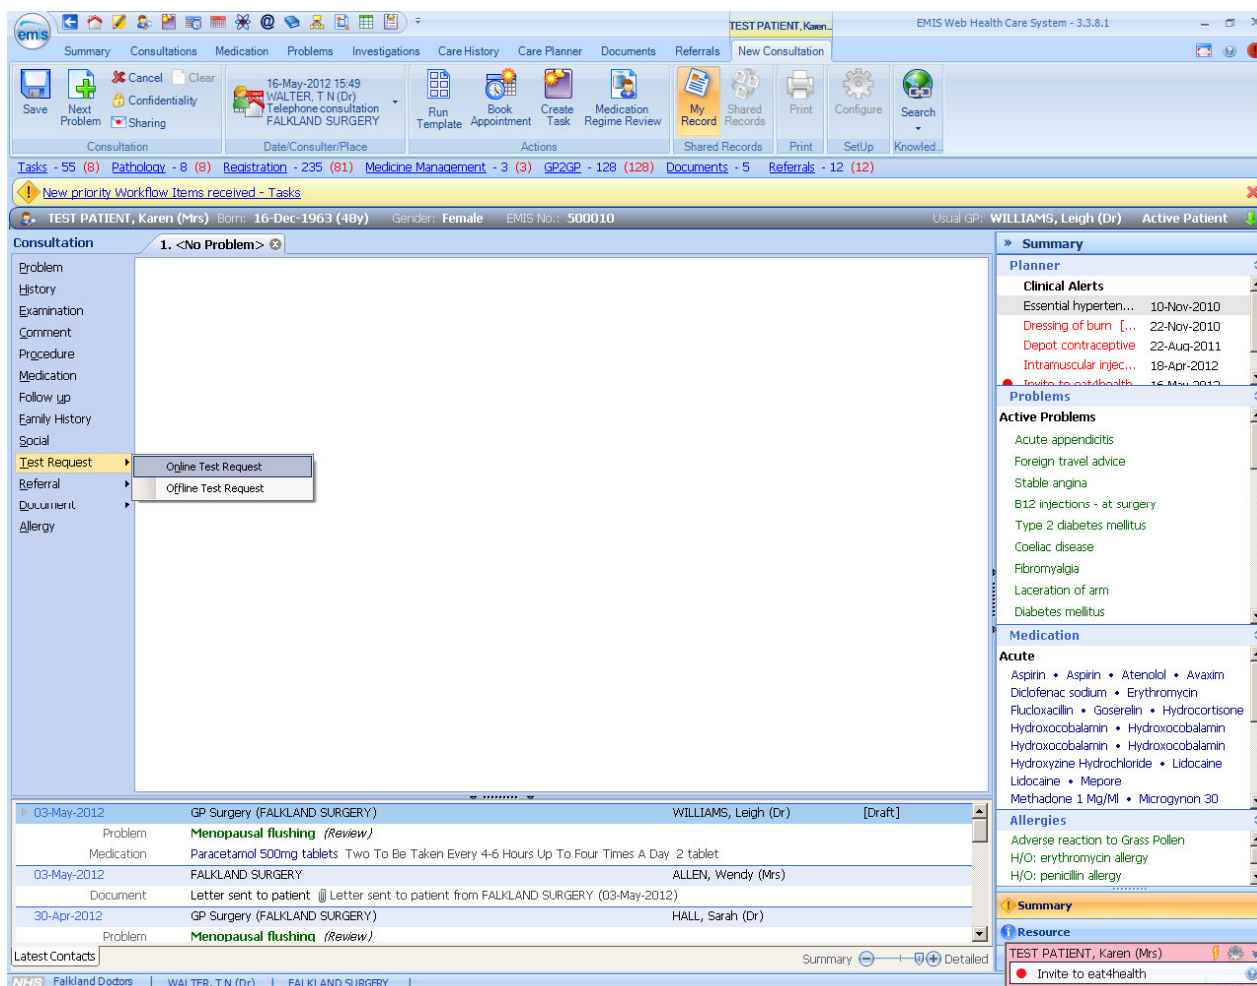 emis
TEST PATIENT, Karen...
EMIS Web Health Care System - 3.3.8.1
Summary Consultations Medication Problems Investigations Care History Care Planner Documents Referrals New Consultation
Save
Next Problem
Cancel Clear
Confidentiality
Sharing
Consultation
16-May-2012 15:49
WALTER, T N (Dr)
Telephone consultation
FALKLAND SURGERY
Date/Consulter/Place
Run Template
Book Appointment
Create Task
Medication Regime Review
Actions
My Record
Shared Records
Shared Records
Print
Print
Configure
SetUp
Search
Knowled...
Tasks - 55 (8) Pathology - 8 (8) Registration - 235 (81) Medicine Management - 3 (3) GP2GP - 128 (128) Documents - 5 Referrals - 12 (12)
New priority Workflow Items received - Tasks
TEST PATIENT, Karen (Mrs) Born: 16-Dec-1963 (48y) Gender: Female EMIS No.: 500010 Usual GP: WILLIAMS, Leigh (Dr) Active Patient
Consultation
1. <No Problem>
Problem
History
Examination
Comment
Procedure
Medication
Follow up
Family History
Social
Test Request
Referral
Document
Allergy
Online Test Request
Offline Test Request
» Summary
Planner
Clinical Alerts
Essential hyperten... 10-Nov-2010
Dressing of burn [... 22-Nov-2010
Depot contraceptive 22-Aug-2011
Intramuscular injec... 18-Apr-2012
Invite to eat4health 16-May-2012
Problems
Active Problems
Acute appendicitis
Foreign travel advice
Stable angina
B12 injections - at surgery
Type 2 diabetes mellitus
Coeliac disease
Fibromyalgia
Laceration of arm
Diabetes mellitus
Medication
Acute
Aspirin • Aspirin • Atenolol • Avaxim
Diclofenac sodium • Erythromycin
Flucloxacillin • Goserelin • Hydrocortisone
Hydroxocobalamin • Hydroxocobalamin
Hydroxocobalamin • Hydroxocobalamin
Hydroxyzine Hydrochloride • Lidocaine
Lidocaine • Mepore
Methadone 1 Mg/Ml • Microgynon 30
Allergies
Adverse reaction to Grass Pollen
H/O: erythromycin allergy
H/O: penicillin allergy
Summary
Resource
TEST PATIENT, Karen (Mrs)
Invite to eat4health
03-May-2012 GP Surgery (FALKLAND SURGERY) WILLIAMS, Leigh (Dr) [Draft]
Problem Menopausal flushing (Review)
Medication Paracetamol 500mg tablets Two To Be Taken Every 4-6 Hours Up To Four Times A Day 2 tablet
03-May-2012 FALKLAND SURGERY ALLEN, Wendy (Mrs)
Document Letter sent to patient Letter sent to patient from FALKLAND SURGERY (03-May-2012)
30-Apr-2012 GP Surgery (FALKLAND SURGERY) HALL, Sarah (Dr)
Problem Menopausal flushing (Review)
Latest Contacts
Summary Detailed
NHS Falkland Doctors | WALTER, T N (Dr) | FALKLAND SURGERY |